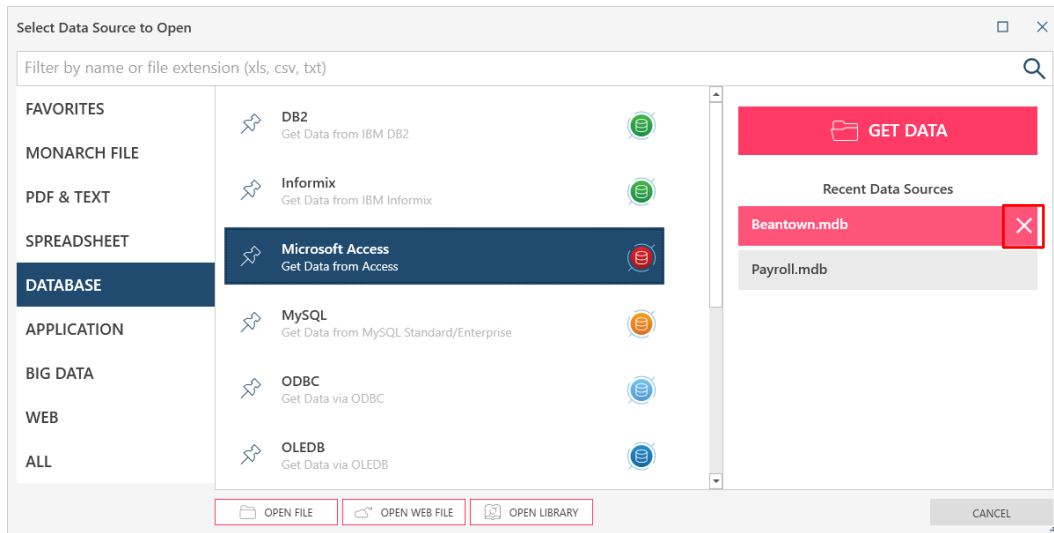 Select Data Source to Open
Filter by name or file extension (xls, csv, txt)
FAVORITES
MONARCH FILE
PDF & TEXT
SPREADSHEET
DATABASE
APPLICATION
BIG DATA
WEB
ALL
DB2
Get Data from IBM DB2
Informix
Get Data from IBM Informix
Microsoft Access
Get Data from Access
MySQL
Get Data from MySQL Standard/Enterprise
ODBC
Get Data via ODBC
OLEDB
Get Data via OLEDB
GET DATA
Recent Data Sources
Beantown.mdb
Payroll.mdb
OPEN FILE
OPEN WEB FILE
OPEN LIBRARY
CANCEL